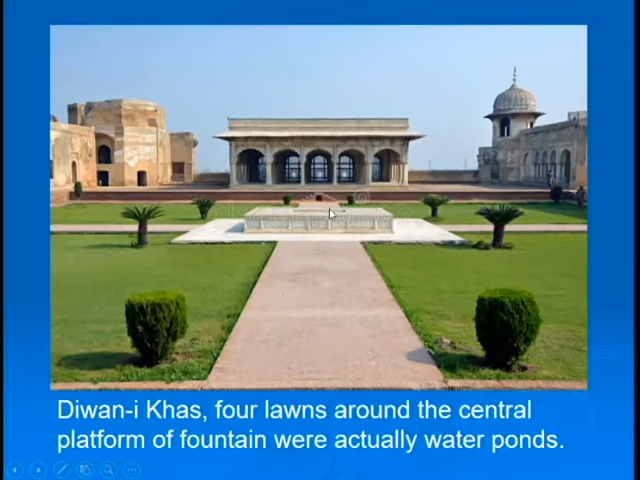 Diwan-i Khas, four lawns around the central
platform of fountain were actually water ponds.